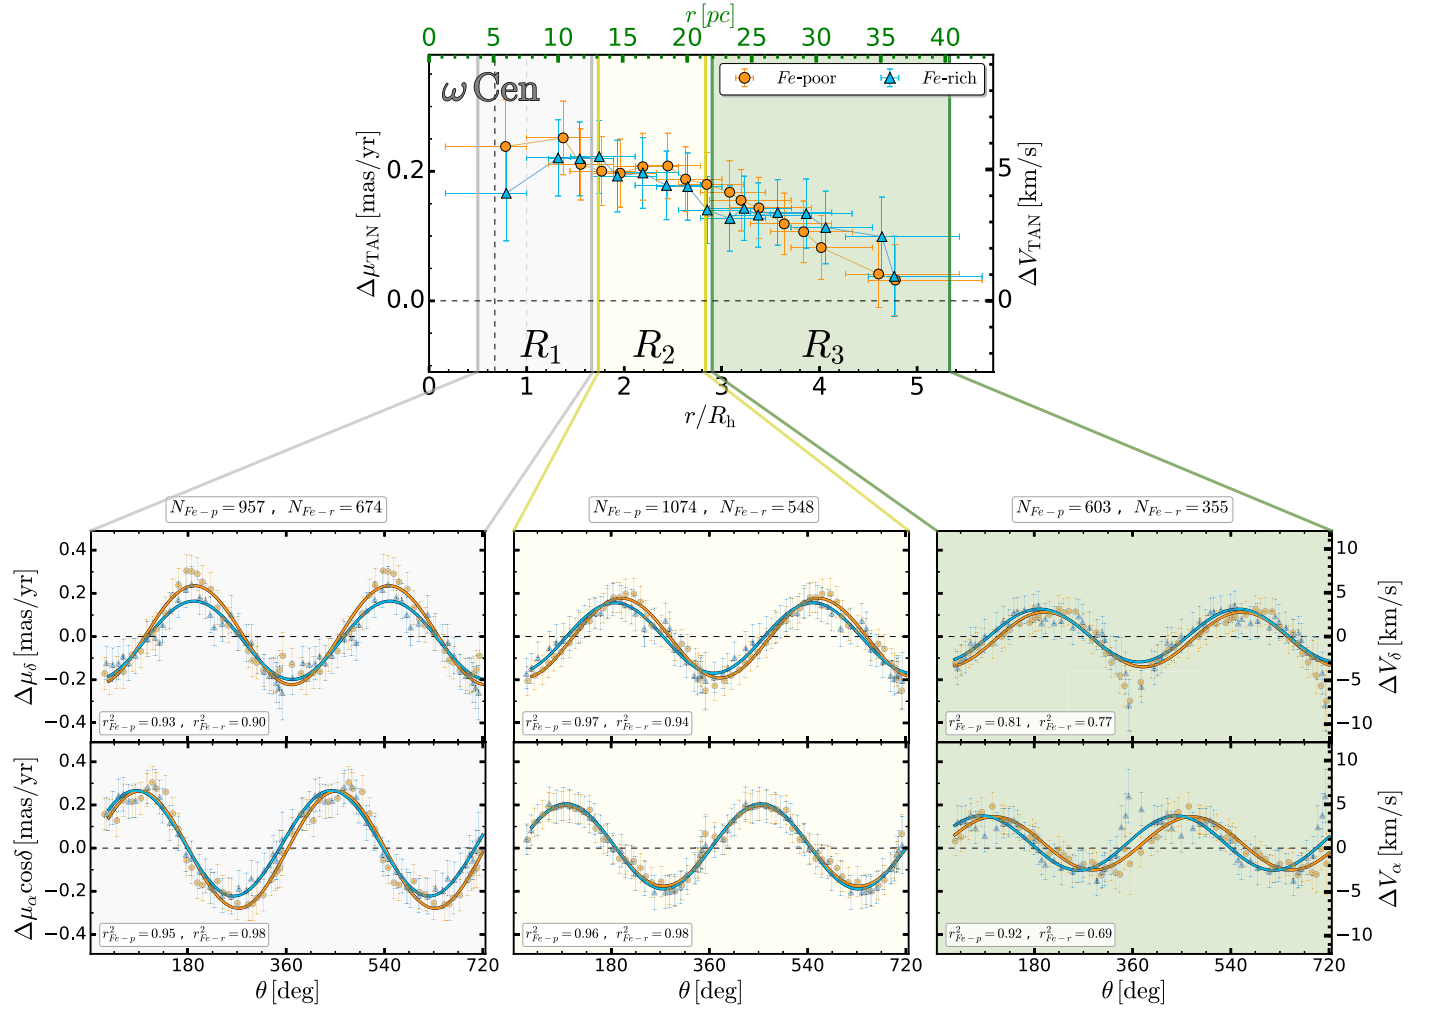 r [pc]
0 5 10 15 20 25 30 35 40
ω Cen
Fe-poor Fe-rich
Δμ_TAN [mas/yr]
0.2
0.0
ΔV_TAN [km/s]
5
0
R₁ R₂ R₃
0 1 2 3 4 5
r/R_h
N_Fe−p = 957 , N_Fe−r = 674
N_Fe−p = 1074 , N_Fe−r = 548
N_Fe−p = 603 , N_Fe−r = 355
Δμ_δ [mas/yr]
0.4
0.2
0.0
−0.2
−0.4
r²_Fe−p = 0.93 , r²_Fe−r = 0.90
r²_Fe−p = 0.97 , r²_Fe−r = 0.94
r²_Fe−p = 0.81 , r²_Fe−r = 0.77
10
5
0
−5
−10
ΔV_δ [km/s]
Δμ_α cosδ [mas/yr]
0.4
0.2
0.0
−0.2
−0.4
r²_Fe−p = 0.95 , r²_Fe−r = 0.98
r²_Fe−p = 0.96 , r²_Fe−r = 0.98
r²_Fe−p = 0.92 , r²_Fe−r = 0.69
10
5
0
−5
−10
ΔV_α [km/s]
180 360 540 720
180 360 540 720
180 360 540 720
θ [deg] θ [deg] θ [deg]